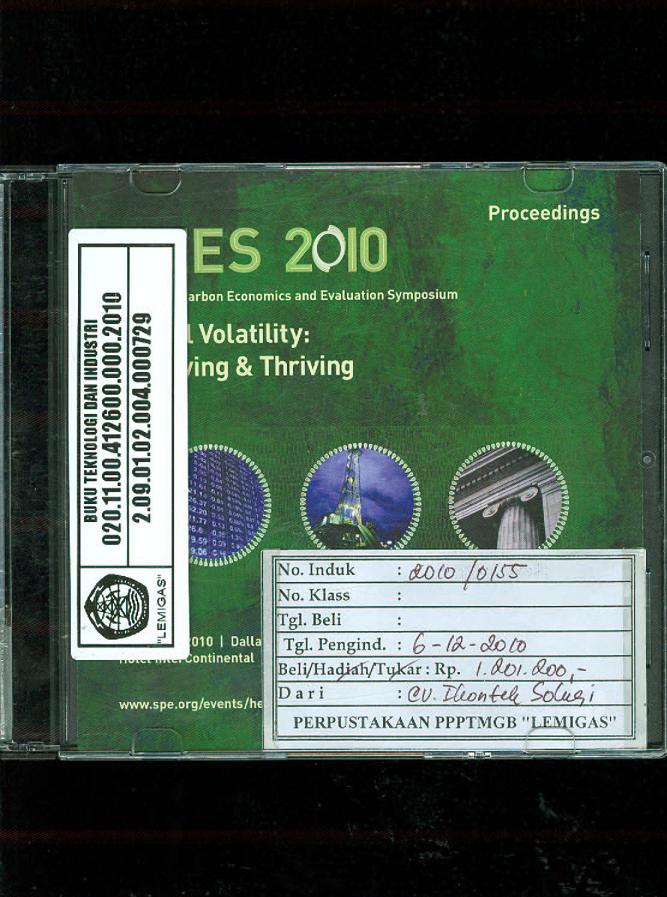 Proceedings
ES 2010
arbon Economics and Evaluation Symposium
l Volatility:
ving & Thriving
BUKU TEKNOLOGI DAN INDUSTRI
020.11.00.412600.000.2010
2.09.01.02.004.000729
"LEMIGAS"
2010 | Dalla
Hotel InterContinental
www.spe.org/events/he
No. Induk : 2010 /0155
No. Klass :
Tgl. Beli :
Tgl. Pengind. : 6-12-2010
Beli/Hadiah/Tukar : Rp. 1.201.200,-
Dari : CV.
PERPUSTAKAAN PPPTMGB "LEMIGAS"